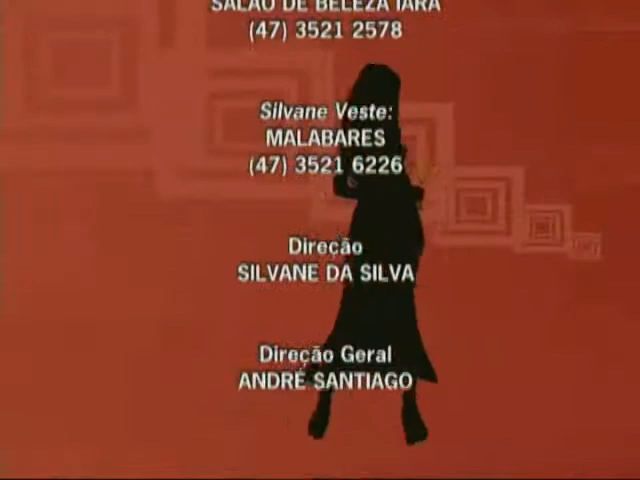 SALÃO DE BELEZA IARA
(47) 3521 2578
Silvane Veste:
MALABARES
(47) 3521 6226
Direção
SILVANE DA SILVA
Direção Geral
ANDRÉ SANTIAGO